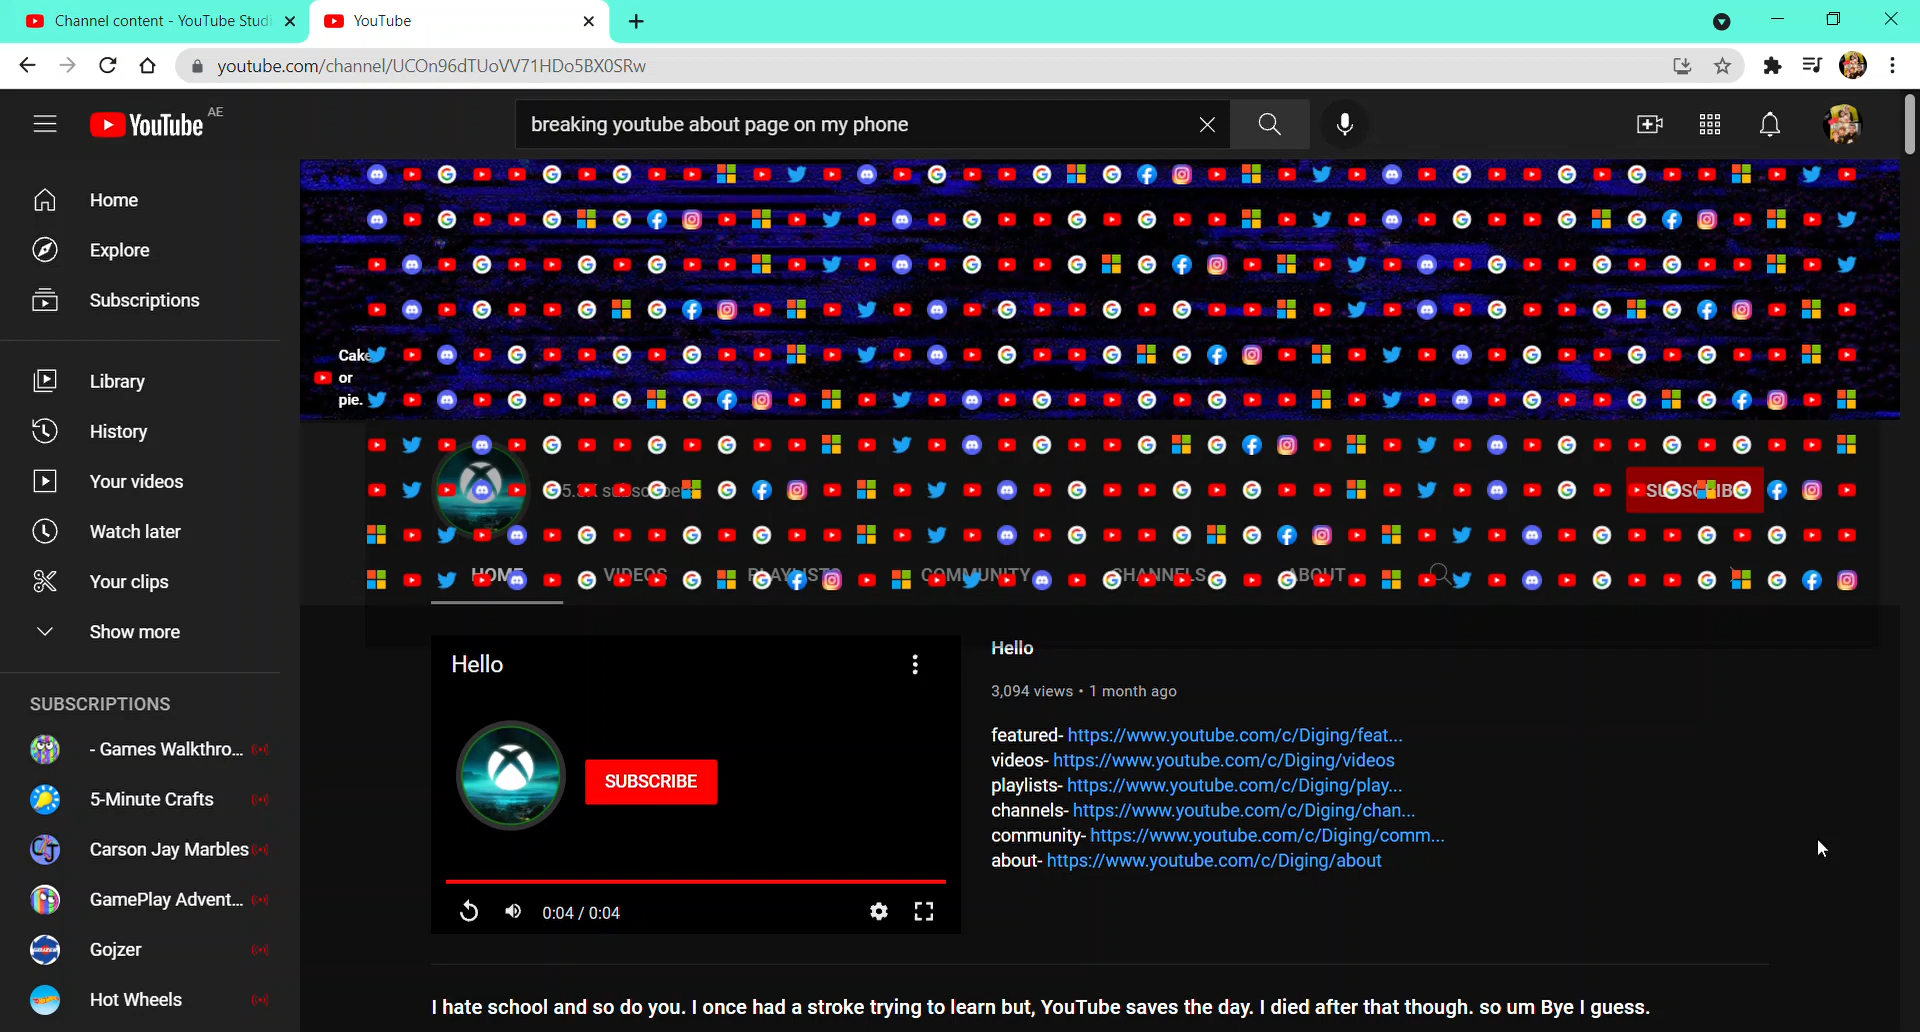 Channel content - YouTube Studi
YouTube
youtube.com/channel/UCOn96dTUoVV71HDo5BX0SRw
YouTube AE
breaking youtube about page on my phone
Home
Explore
Subscriptions
Library
History
Your videos
Watch later
Your clips
Show more
SUBSCRIPTIONS
- Games Walkthro...
5-Minute Crafts
Carson Jay Marbles
GamePlay Advent...
Gojzer
Hot Wheels
Cake
or
pie.
SUBSCRIBE
HOME VIDEOS PLAYLISTS COMMUNITY CHANNELS ABOUT
Hello
SUBSCRIBE
0:04 / 0:04
Hello
3,094 views • 1 month ago
featured- https://www.youtube.com/c/Diging/feat...
videos- https://www.youtube.com/c/Diging/videos
playlists- https://www.youtube.com/c/Diging/play...
channels- https://www.youtube.com/c/Diging/chan...
community- https://www.youtube.com/c/Diging/comm...
about- https://www.youtube.com/c/Diging/about
I hate school and so do you. I once had a stroke trying to learn but, YouTube saves the day. I died after that though. so um Bye I guess.